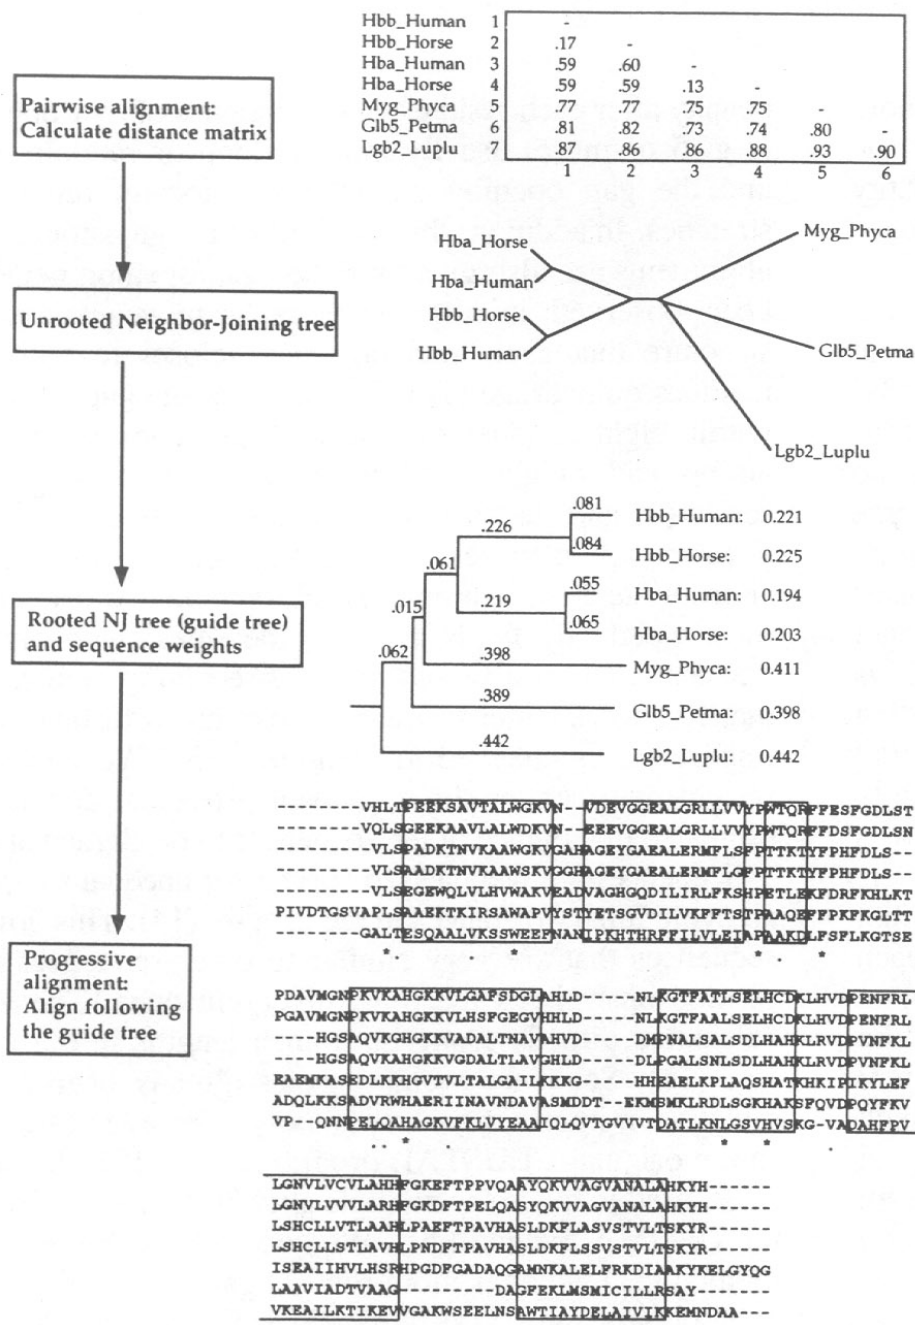 Hbb_Human 1 -
Hbb_Horse 2 .17 -
Hba_Human 3 .59 .60 -
Hba_Horse 4 .59 .59 .13 -
Myg_Phyca 5 .77 .77 .75 .75 -
Glb5_Petma 6 .81 .82 .73 .74 .80 -
Lgb2_Luplu 7 .87 .86 .86 .88 .93 .90
1 2 3 4 5 6
Pairwise alignment:
Calculate distance matrix
Hba_Horse
Hba_Human
Hbb_Horse
Hbb_Human
Myg_Phyca
Glb5_Petma
Lgb2_Luplu
Unrooted Neighbor-Joining tree
.081 Hbb_Human: 0.221
.226
.084 Hbb_Horse: 0.225
.061
.055 Hba_Human: 0.194
.015 .219
.065 Hba_Horse: 0.203
.062 .398 Myg_Phyca: 0.411
.389 Glb5_Petma: 0.398
.442 Lgb2_Luplu: 0.442
Rooted NJ tree (guide tree)
and sequence weights
--------VHLTPEEKSAVTALWGKVN--VDEVGGEALGRLLVVYPWTQRFFESFGDLST
--------VQLSGEEKAAVLALWDKVN--EEEVGGEALGRLLVVYPWTQRFFDSFGDLSN
---------VLSPADKTNVKAAWGKVGAHAGEYGAEALERMFLSFPTTKTYFPHFDLS--
---------VLSAADKTNVKAAWSKVGGHAGEYGAEALERMFLGFPTTKTYFPHFDLS--
---------VLSEGEWQLVLHVWAKVEADVAGHGQDILIRLFKSHPETLEKFDRFKHLKT
PIVDTGSVAPLSAAEKTKIRSAWAPVYSTYETSGVDILVKFFTSTPAAQEFFPKFKGLTT
--------GALTESQAALVKSSWEEFNANIPKHTHRFFILVLEIAPAAKDLFSFLKGTSE
* * * *
Progressive
alignment:
Align following
the guide tree
PDAVMGNPKVKAHGKKVLGAFSDGLAHLD-----NLKGTFATLSELHCDKLHVDPENFRL
PGAVMGNPKVKAHGKKVLHSFGEGVHHLD-----NLKGTFAALSELHCDKLHVDPENFRL
----HGSAQVKGHGKKVADALTNAVAHVD-----DMPNALSALSDLHAHKLRVDPVNFKL
----HGSAQVKAHGKKVGDALTLAVGHLD-----DLPGALSNLSDLHAHKLRVDPVNFKL
EAEMKASEDLKKHGVTVLTALGAILKKKG-----HHEAELKPLAQSHATKHKIPIKYLEF
ADQLKKSADVRWHAERIINAVNDAVASMDDT--EKMSMKLRDLSGKHAKSFQVDPQYFKV
VP--QNNPELQAHAGKVFKLVYEAAIQLQVTGVVVTDATLKNLGSVHVSKG-VADAHFPV
.. * . * * .
LGNVLVCVLAHHFGKEFTPPVQAAYQKVVAGVANALAHKYH------
LGNVLVVVLARHFGKDFTPELQASYQKVVAGVANALAHKYH------
LSHCLLVTLAAHLPAEFTPAVHASLDKFLASVSTVLTSKYR------
LSHCLLSTLAVHLPNDFTPAVHASLDKFLSSVSTVLTSKYR------
ISEAIIHVLHSRHPGDFGADAQGAMNKALELFRKDIAAKYKELGYQG
LAAVIADTVAAG---------DAGFEKLMSMICILLRSAY-------
VKEAILKTIKEVVGAKWSEELNSAWTIAYDELAIVIKKEMNDAA---